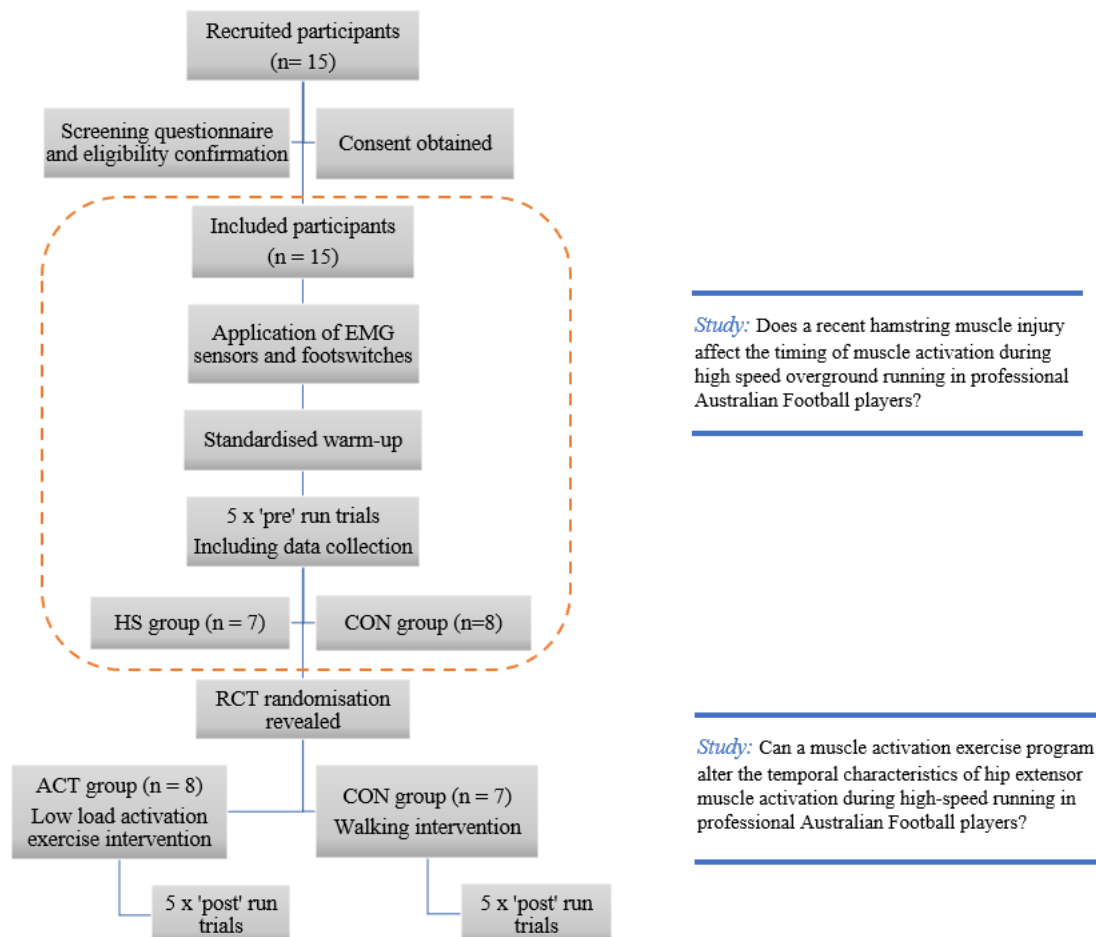 Recruited participants
(n= 15)
Screening questionnaire
and eligibility confirmation
Consent obtained
Included participants
(n = 15)
Application of EMG
sensors and footswitches
Standardised warm-up
5 x 'pre' run trials
Including data collection
HS group (n = 7)
CON group (n=8)
Study: Does a recent hamstring muscle injury
affect the timing of muscle activation during
high speed overground running in professional
Australian Football players?
RCT randomisation
revealed
ACT group (n = 8)
Low load activation
exercise intervention
CON group (n = 7)
Walking intervention
5 x 'post' run
trials
5 x 'post' run
trials
Study: Can a muscle activation exercise program
alter the temporal characteristics of hip extensor
muscle activation during high-speed running in
professional Australian Football players?